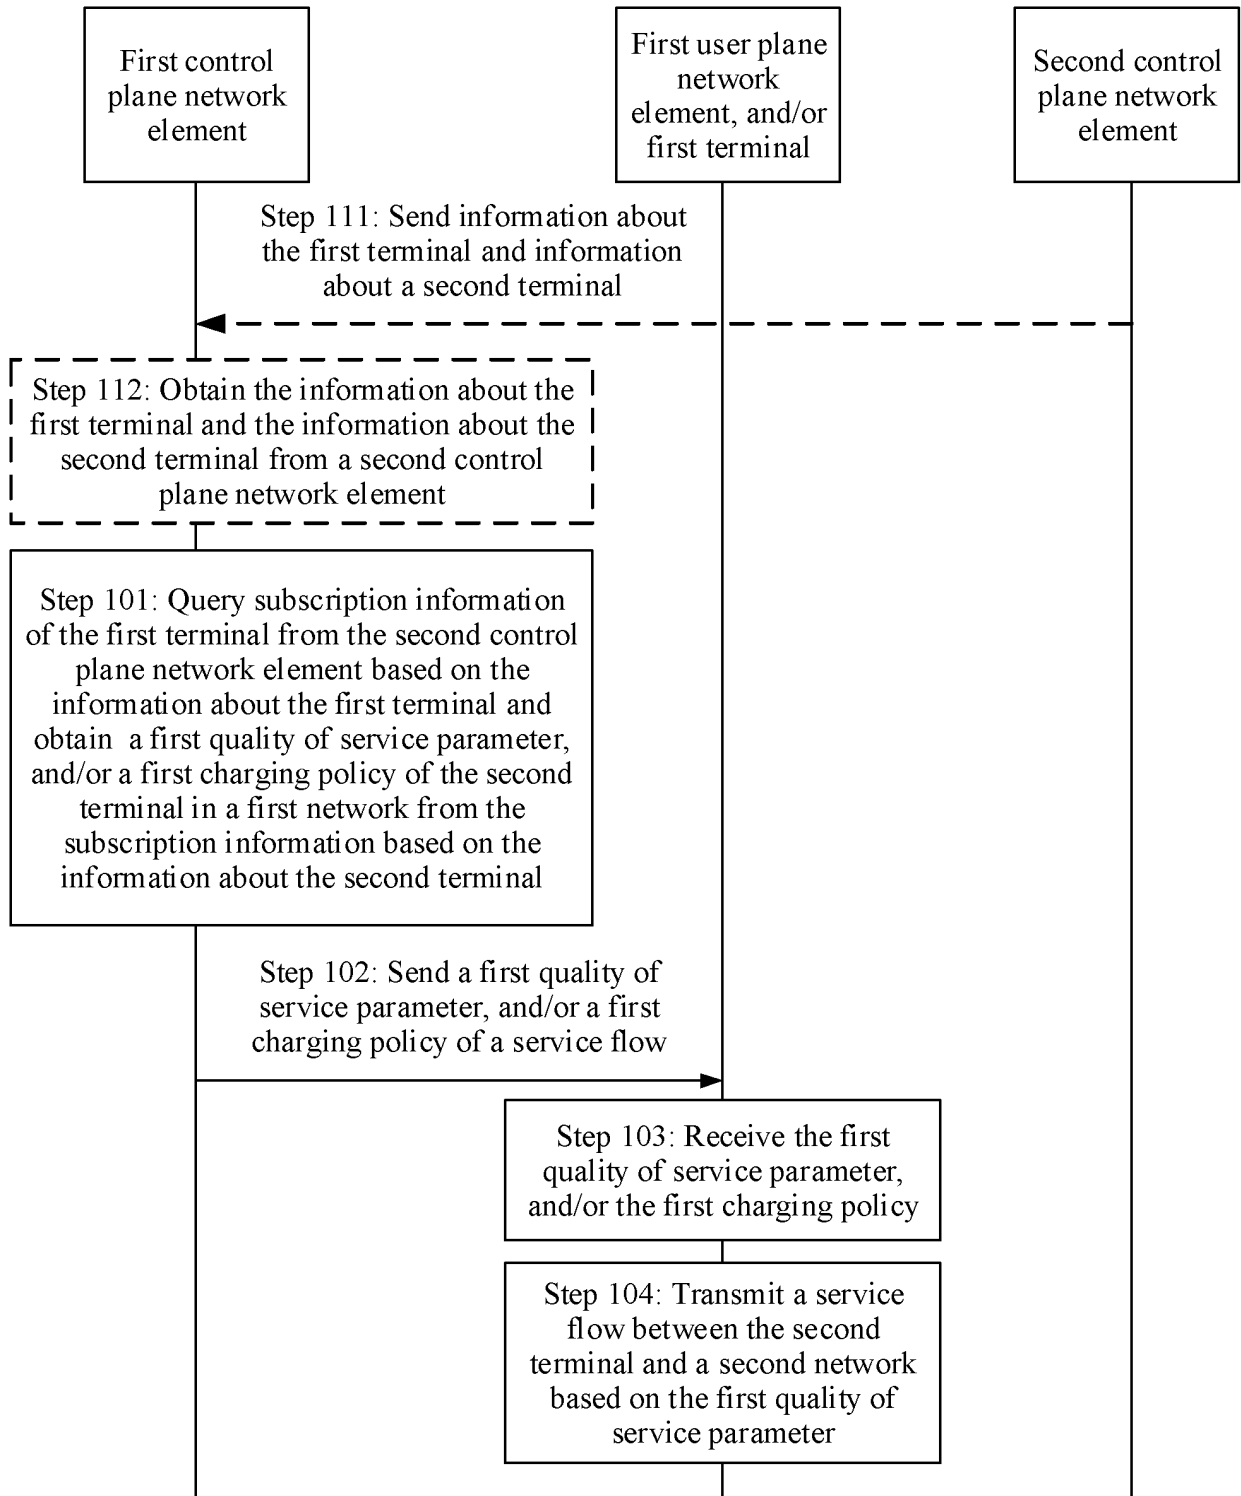 First control
plane network
element
First user plane
network
element, and/or
first terminal
Second control
plane network
element
Step 111: Send information about
the first terminal and information
about a second terminal
Step 112: Obtain the information about the
first terminal and the information about the
second terminal from a second control
plane network element
Step 101: Query subscription information
of the first terminal from the second control
plane network element based on the
information about the first terminal and
obtain a first quality of service parameter,
and/or a first charging policy of the second
terminal in a first network from the
subscription information based on the
information about the second terminal
Step 102: Send a first quality of
service parameter, and/or a first
charging policy of a service flow
Step 103: Receive the first
quality of service parameter,
and/or the first charging policy
Step 104: Transmit a service
flow between the second
terminal and a second network
based on the first quality of
service parameter